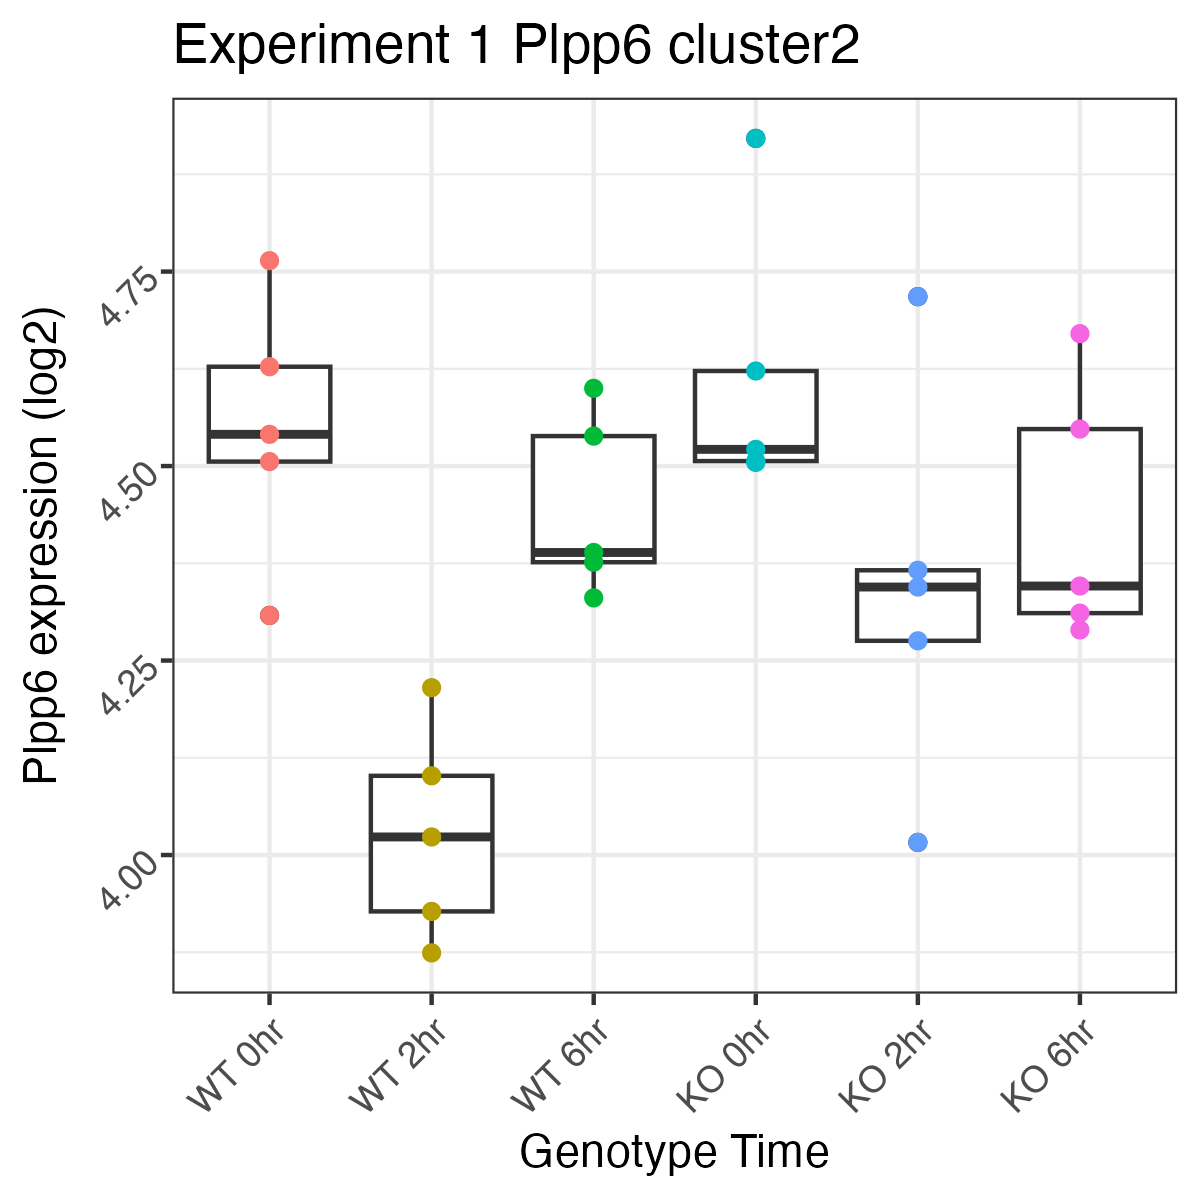 Experiment 1 Plpp6 cluster2
Plpp6 expression (log2)
4.75
4.50
4.25
4.00
WT 0hr
WT 2hr
WT 6hr
KO 0hr
KO 2hr
KO 6hr
Genotype Time